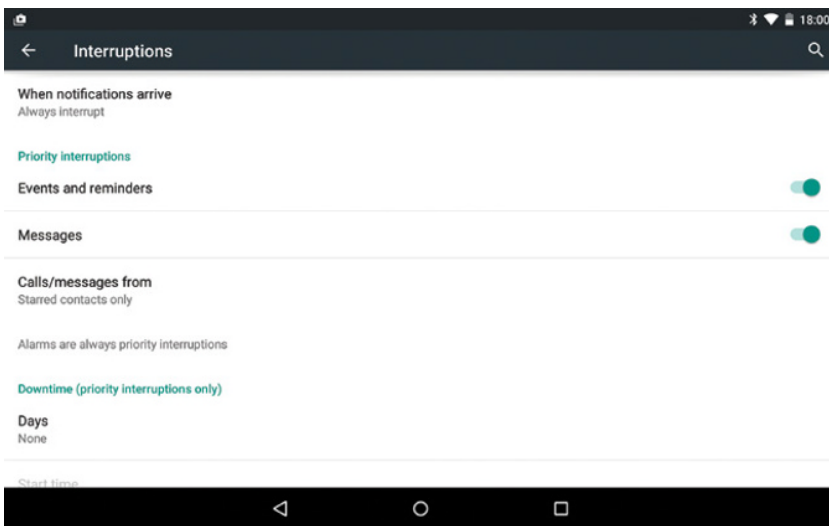 18:00
Interruptions
When notifications arrive
Always interrupt
Priority interruptions
Events and reminders
Messages
Calls/messages from
Starred contacts only
Alarms are always priority interruptions
Downtime (priority interruptions only)
Days
None
Start time